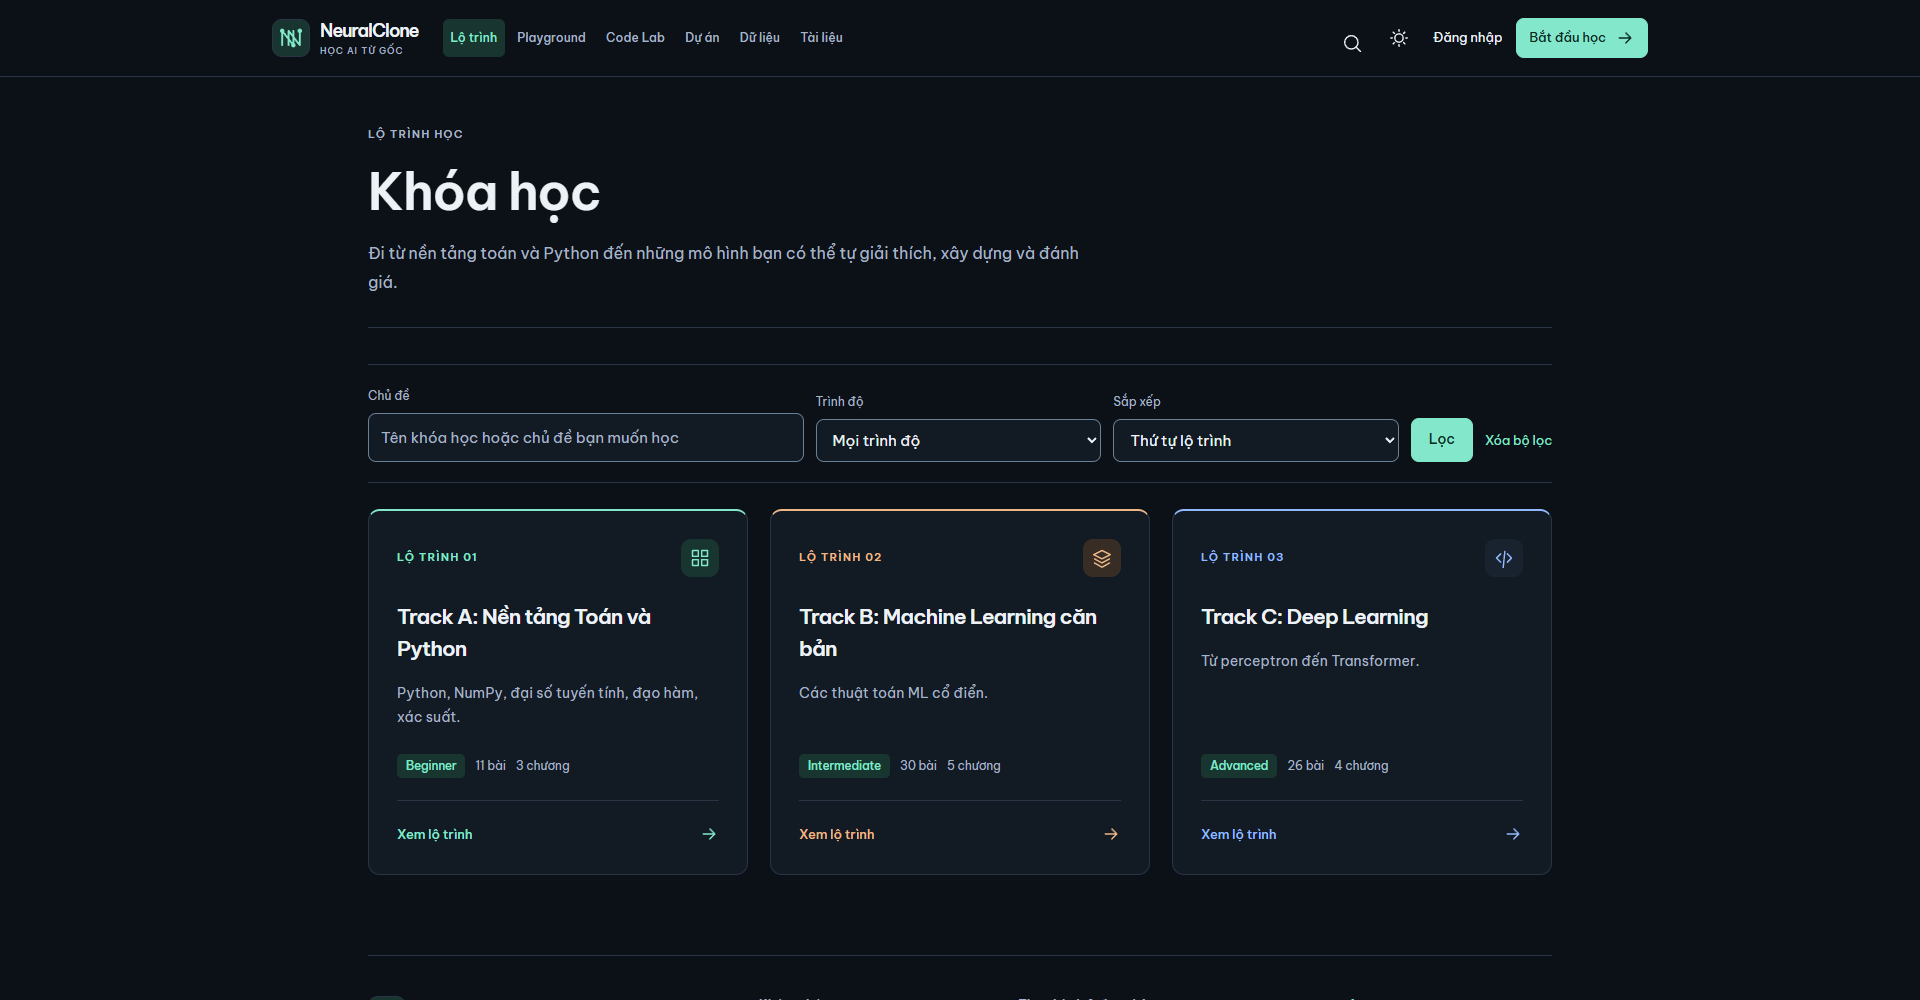 NeuralClone
HỌC AI TỪ GỐC
Lộ trình
Playground
Code Lab
Dự án
Dữ liệu
Tài liệu
Đăng nhập
Bắt đầu học
LỘ TRÌNH HỌC
Khóa học
Đi từ nền tảng toán và Python đến những mô hình bạn có thể tự giải thích, xây dựng và đánh
giá.
Chủ đề
Tên khóa học hoặc chủ đề bạn muốn học
Trình độ
Mọi trình độ
Sắp xếp
Thứ tự lộ trình
Lọc
Xóa bộ lọc
LỘ TRÌNH 01
Track A: Nền tảng Toán và
Python
Python, NumPy, đại số tuyến tính, đạo hàm,
xác suất.
Beginner 11 bài 3 chương
Xem lộ trình
LỘ TRÌNH 02
Track B: Machine Learning căn
bản
Các thuật toán ML cổ điển.
Intermediate 30 bài 5 chương
Xem lộ trình
LỘ TRÌNH 03
Track C: Deep Learning
Từ perceptron đến Transformer.
Advanced 26 bài 4 chương
Xem lộ trình